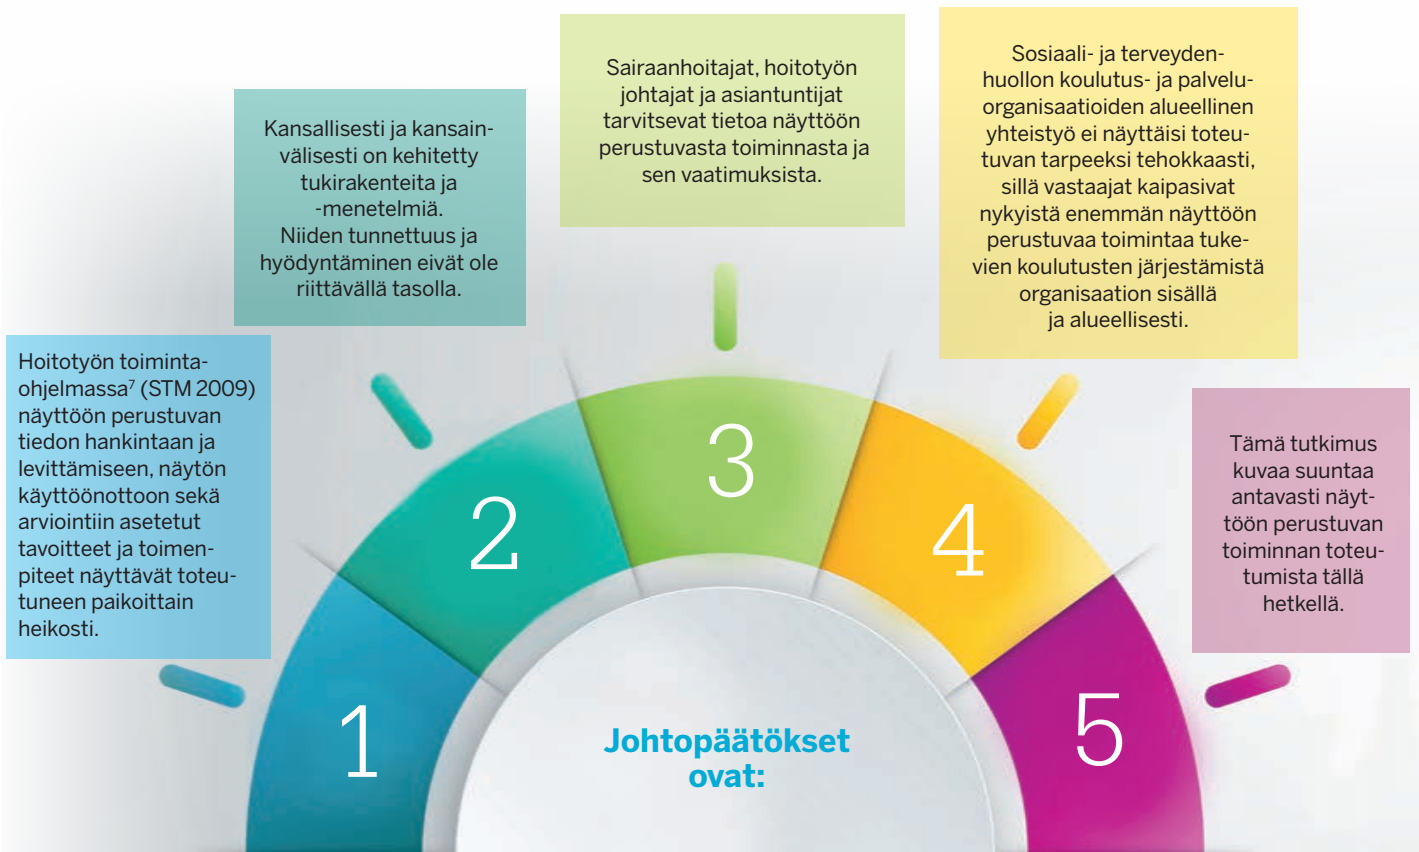 Johtopäätökset
ovat:
1
Hoitotyön toiminta-
ohjelmassa⁷ (STM 2009)
näyttöön perustuvan
tiedon hankintaan ja
levittämiseen, näytön
käyttöönottoon sekä
arviointiin asetetut
tavoitteet ja toimen-
piteet näyttävät toteu-
tuneen paikoittain
heikosti.
2
Kansallisesti ja kansain-
välisesti on kehitetty
tukirakenteita ja
-menetelmiä.
Niiden tunnettuus ja
hyödyntäminen eivät ole
riittävällä tasolla.
3
Sairaanhoitajat, hoitotyön
johtajat ja asiantuntijat
tarvitsevat tietoa näyttöön
perustuvasta toiminnasta ja
sen vaatimuksista.
4
Sosiaali- ja terveyden-
huollon koulutus- ja palvelu-
organisaatioiden alueellinen
yhteistyö ei näyttäisi toteu-
tuvan tarpeeksi tehokkaasti,
sillä vastaajat kaipasivat
nykyistä enemmän näyttöön
perustuvaa toimintaa tuke-
vien koulutusten järjestämistä
organisaation sisällä
ja alueellisesti.
5
Tämä tutkimus
kuvaa suuntaa
antavasti näyt-
töön perustuvan
toiminnan toteu-
tumista tällä
hetkellä.